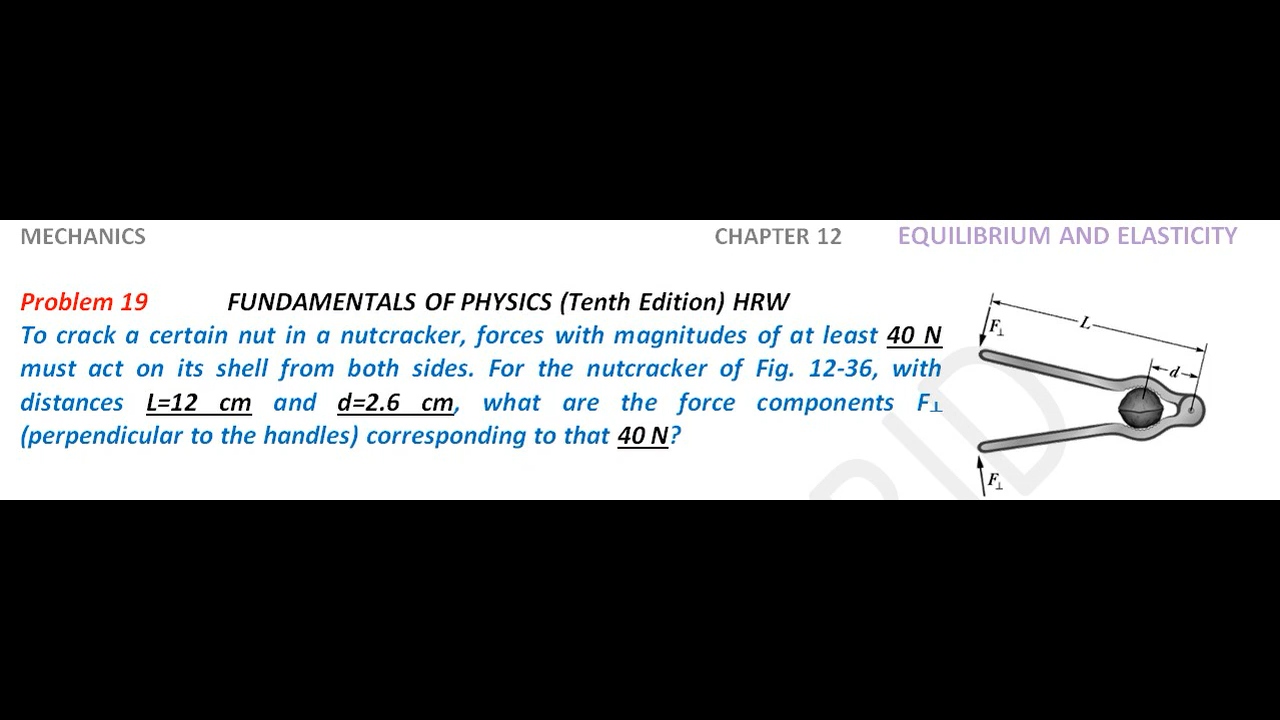 MECHANICS CHAPTER 12 EQUILIBRIUM AND ELASTICITY
Problem 19 FUNDAMENTALS OF PHYSICS (Tenth Edition) HRW
To crack a certain nut in a nutcracker, forces with magnitudes of at least 40 N
must act on its shell from both sides. For the nutcracker of Fig. 12-36, with
distances L=12 cm and d=2.6 cm, what are the force components F⊥
(perpendicular to the handles) corresponding to that 40 N?
L
F⊥
d
F⊥